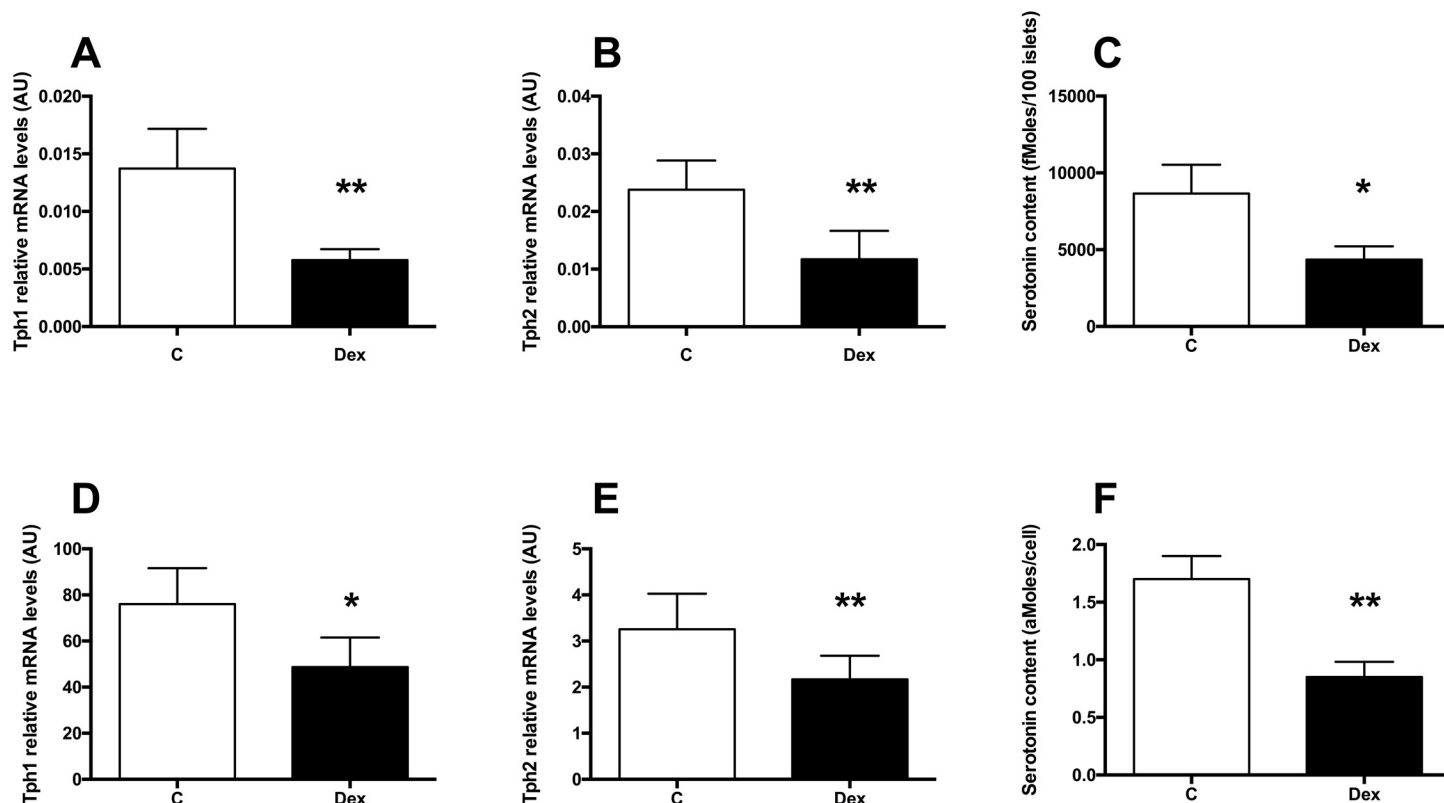 A
Tph1 relative mRNA levels (AU)
0.020
0.015
0.010
0.005
0.000
**
C
Dex
B
Tph2 relative mRNA levels (AU)
0.04
0.03
0.02
0.01
0.00
**
C
Dex
C
Serotonin content (fMoles/100 islets)
15000
10000
5000
0
*
C
Dex
D
Tph1 relative mRNA levels (AU)
100
80
60
40
20
0
*
C
Dex
E
Tph2 relative mRNA levels (AU)
5
4
3
2
1
0
**
C
Dex
F
Serotonin content (aMoles/cell)
2.0
1.5
1.0
0.5
0.0
**
C
Dex